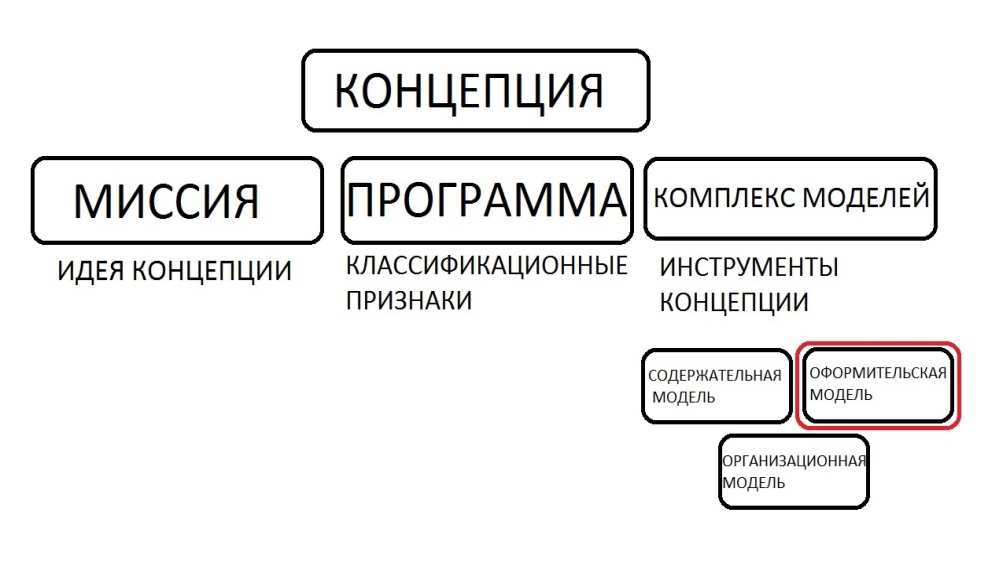 КОНЦЕПЦИЯ
МИССИЯ
ПРОГРАММА
КОМПЛЕКС МОДЕЛЕЙ
ИДЕЯ КОНЦЕПЦИИ
КЛАССИФИКАЦИОННЫЕ
ПРИЗНАКИ
ИНСТРУМЕНТЫ
КОНЦЕПЦИИ
СОДЕРЖАТЕЛЬНАЯ
МОДЕЛЬ
ОФОРМИТЕЛЬСКАЯ
МОДЕЛЬ
ОРГАНИЗАЦИОННАЯ
МОДЕЛЬ